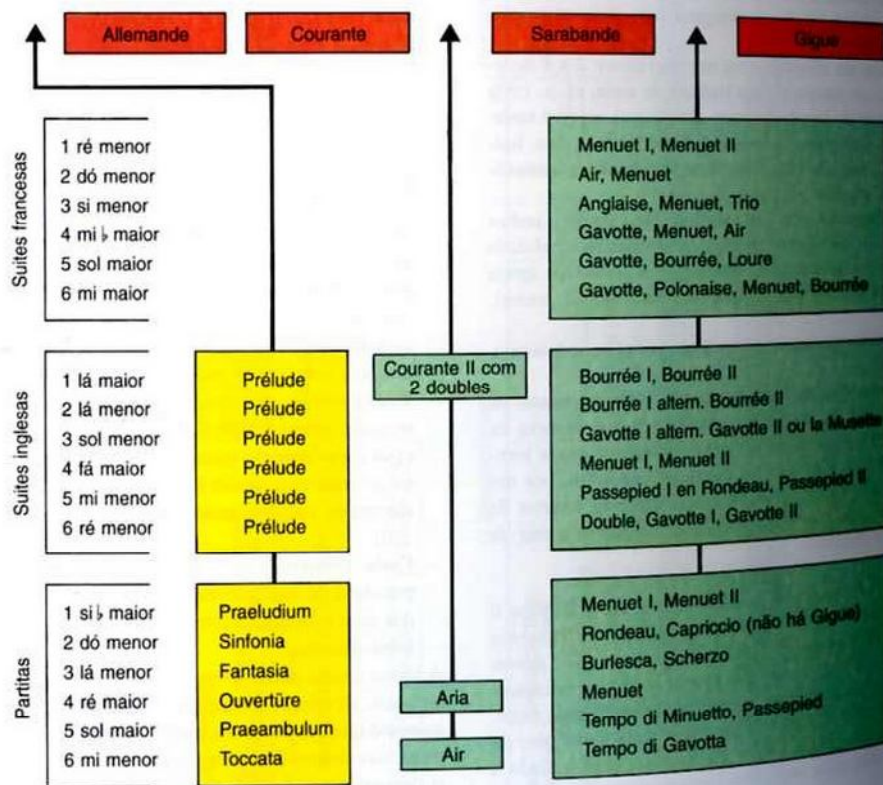 Allemande
Courante
Sarabande
Gigue
Suites francesas
1 ré menor
2 dó menor
3 si menor
4 mi ♭ maior
5 sol maior
6 mi maior
Menuet I, Menuet II
Air, Menuet
Anglaise, Menuet, Trio
Gavotte, Menuet, Air
Gavotte, Bourrée, Loure
Gavotte, Polonaise, Menuet, Bourrée
Suites inglesas
1 lá maior
2 lá menor
3 sol menor
4 fá maior
5 mi menor
6 ré menor
Prélude
Prélude
Prélude
Prélude
Prélude
Prélude
Courante II com
2 doubles
Bourrée I, Bourrée II
Bourrée I altern. Bourrée II
Gavotte I altern. Gavotte II ou la Musette
Menuet I, Menuet II
Passepied I en Rondeau, Passepied II
Double, Gavotte I, Gavotte II
Partitas
1 si ♭ maior
2 dó menor
3 lá menor
4 ré maior
5 sol maior
6 mi menor
Praeludium
Sinfonia
Fantasia
Ouvertüre
Praeambulum
Toccata
Aria
Air
Menuet I, Menuet II
Rondeau, Capriccio (não há Gigue)
Burlesca, Scherzo
Menuet
Tempo di Minuetto, Passepied
Tempo di Gavotta